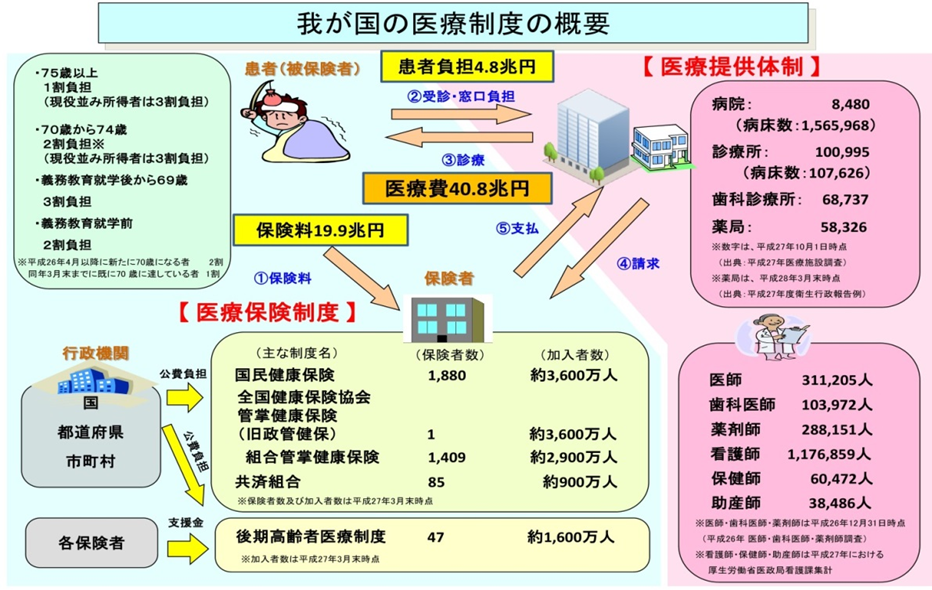 我が国の医療制度の概要
・75歳以上
1割負担
(現役並み所得者は3割負担)
・70歳から74歳
2割負担※
(現役並み所得者は3割負担)
・義務教育就学後から69歳
3割負担
・義務教育就学前
2割負担
※平成26年4月以降に新たに70歳になる者 2割
同年3月末までに既に70歳に達している者 1割
患者(被保険者)
患者負担4.8兆円
②受診・窓口負担
③診療
医療費40.8兆円
保険料19.9兆円
①保険料
⑤支払
④請求
保険者
【 医療提供体制 】
病院: 8,480
(病床数:1,565,968)
診療所: 100,995
(病床数:107,626)
歯科診療所: 68,737
薬局: 58,326
※数字は、平成27年10月1日時点
(出典:平成27年医療施設調査)
※薬局は、平成28年3月末時点
(出典:平成27年度衛生行政報告例)
【 医療保険制度 】
行政機関
国
都道府県
市町村
公費負担
公費負担
(主な制度名) (保険者数) (加入者数)
国民健康保険 1,880 約3,600万人
全国健康保険協会
管掌健康保険
(旧政管健保) 1 約3,600万人
組合管掌健康保険 1,409 約2,900万人
共済組合 85 約900万人
※保険者数及び加入者数は平成27年3月末時点
各保険者
支援金
後期高齢者医療制度 47 約1,600万人
※加入者数は平成27年3月末時点
医師 311,205人
歯科医師 103,972人
薬剤師 288,151人
看護師 1,176,859人
保健師 60,472人
助産師 38,486人
※医師・歯科医師・薬剤師は平成26年12月31日時点
(平成26年 医師・歯科医師・薬剤師調査)
※看護師・保健師・助産師は平成27年における
厚生労働省医政局看護課集計